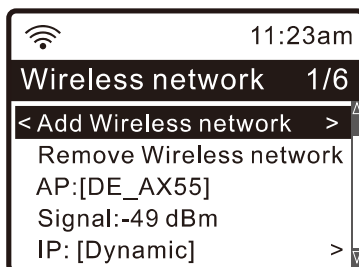 11:23am
Wireless network 1/6
<Add Wireless network >
Remove Wireless network
AP:[DE_AX55]
Signal:-49 dBm
IP: [Dynamic] >